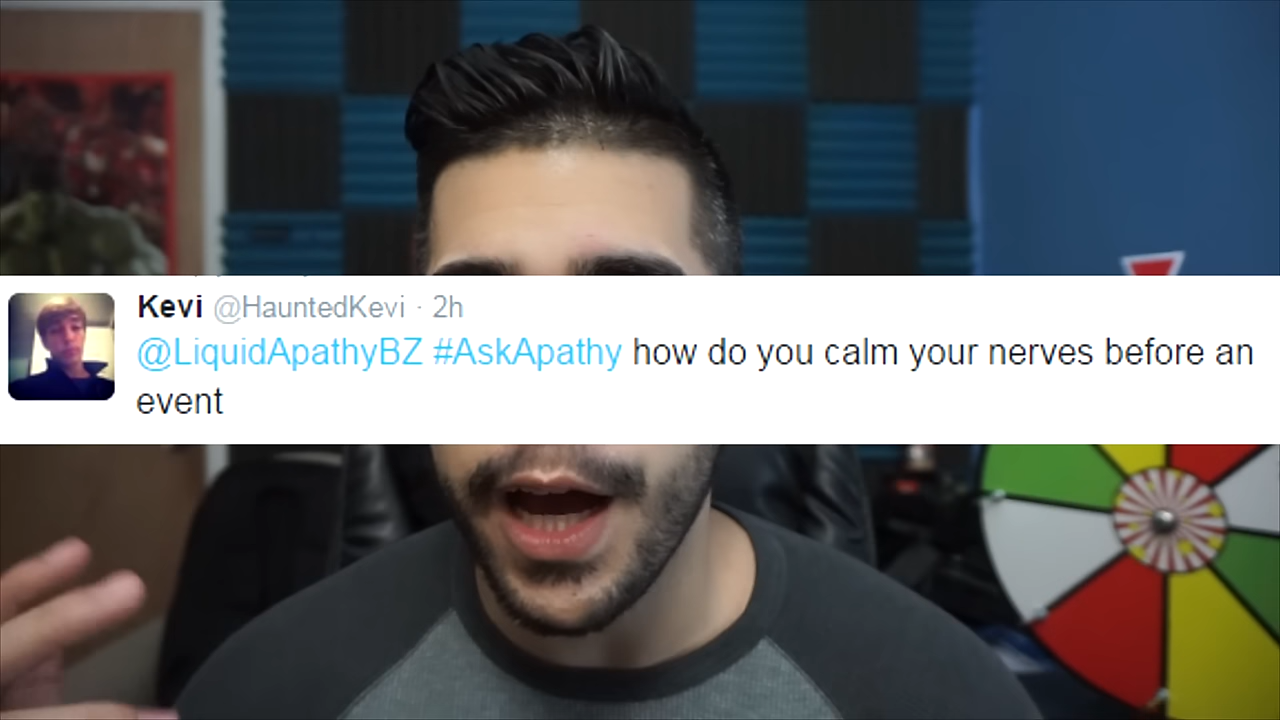 Kevi @HauntedKevi · 2h
@LiquidApathyBZ #AskApathy how do you calm your nerves before an
event